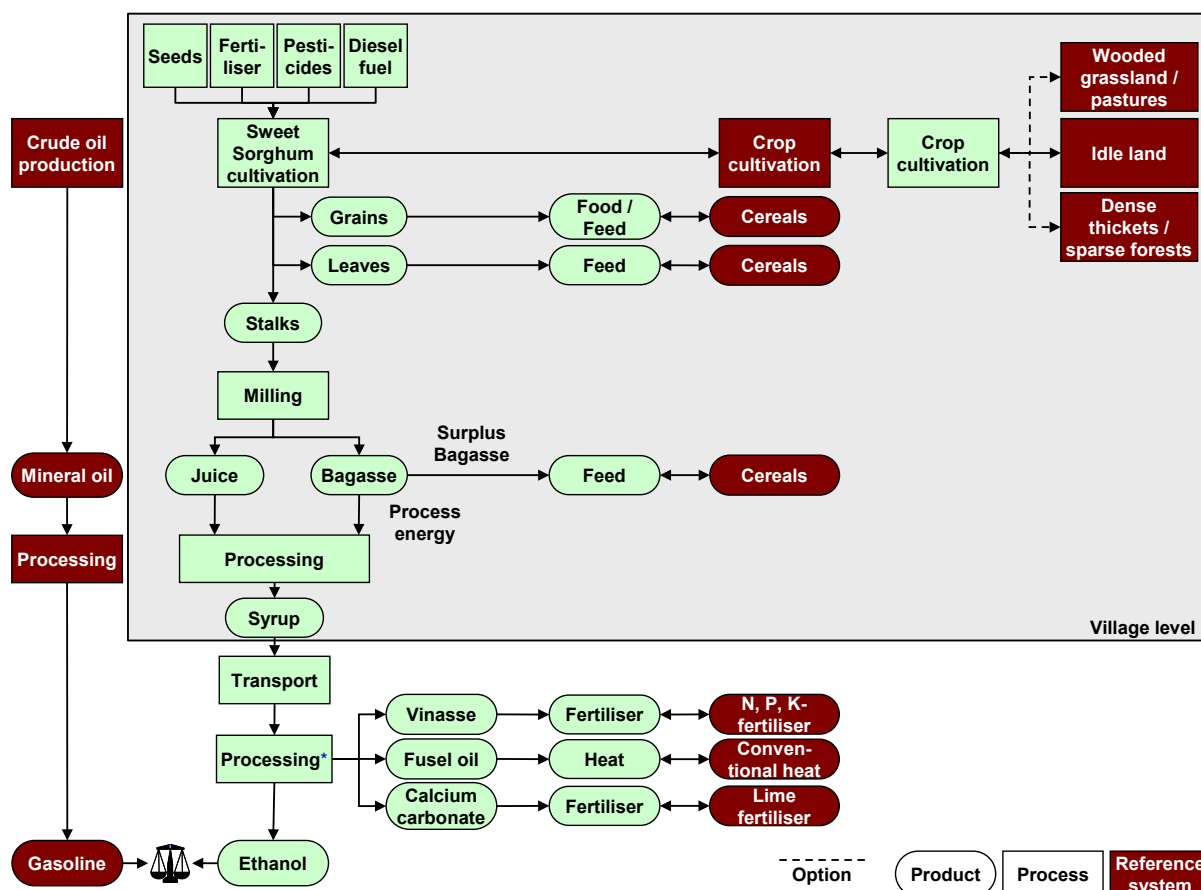 Seeds
Ferti-
liser
Pesti-
cides
Diesel
fuel
Wooded
grassland /
pastures
Crude oil
production
Sweet
Sorghum
cultivation
Crop
cultivation
Crop
cultivation
Idle land
Grains
Food /
Feed
Cereals
Dense
thickets /
sparse forests
Leaves
Feed
Cereals
Stalks
Milling
Surplus
Bagasse
Mineral oil
Juice
Bagasse
Feed
Cereals
Process
energy
Processing
Processing
Syrup
Village level
Transport
Vinasse
Fertiliser
N, P, K-
fertiliser
Processing*
Fusel oil
Heat
Conven-
tional heat
Calcium
carbonate
Fertiliser
Lime
fertiliser
Gasoline
Ethanol
Option
Product
Process
Reference
system